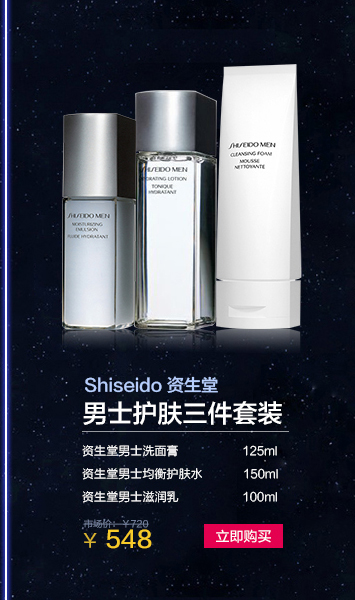 SHISEIDO MEN
CLEANSING FOAM
MOUSSE
NETTOYANTE
SHISEIDO MEN
HYDRATING LOTION
TONIQUE
HYDRATANT
SHISEIDO MEN
MOISTURIZING
EMULSION
FLUIDE HYDRATANT
Shiseido 资生堂
男士护肤三件套装
资生堂男士洗面膏 125ml
资生堂男士均衡护肤水 150ml
资生堂男士滋润乳 100ml
市场价：￥720
￥ 548
立即购买